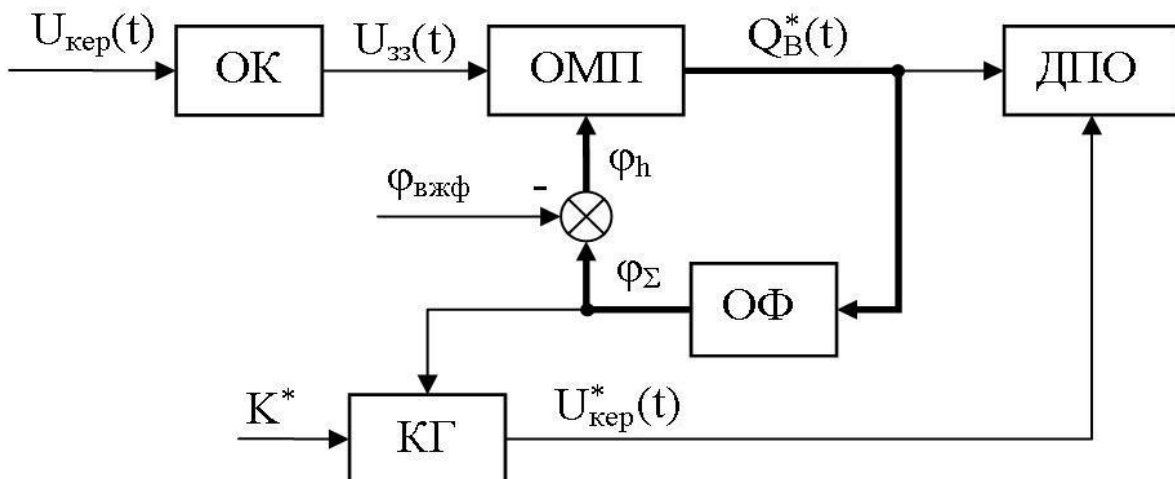 Uкер(t)
Uзз(t)
Q*В(t)
ОК
ОМП
ДПО
φh
φвжф
-
φΣ
ОФ
K*
U*кер(t)
КГ